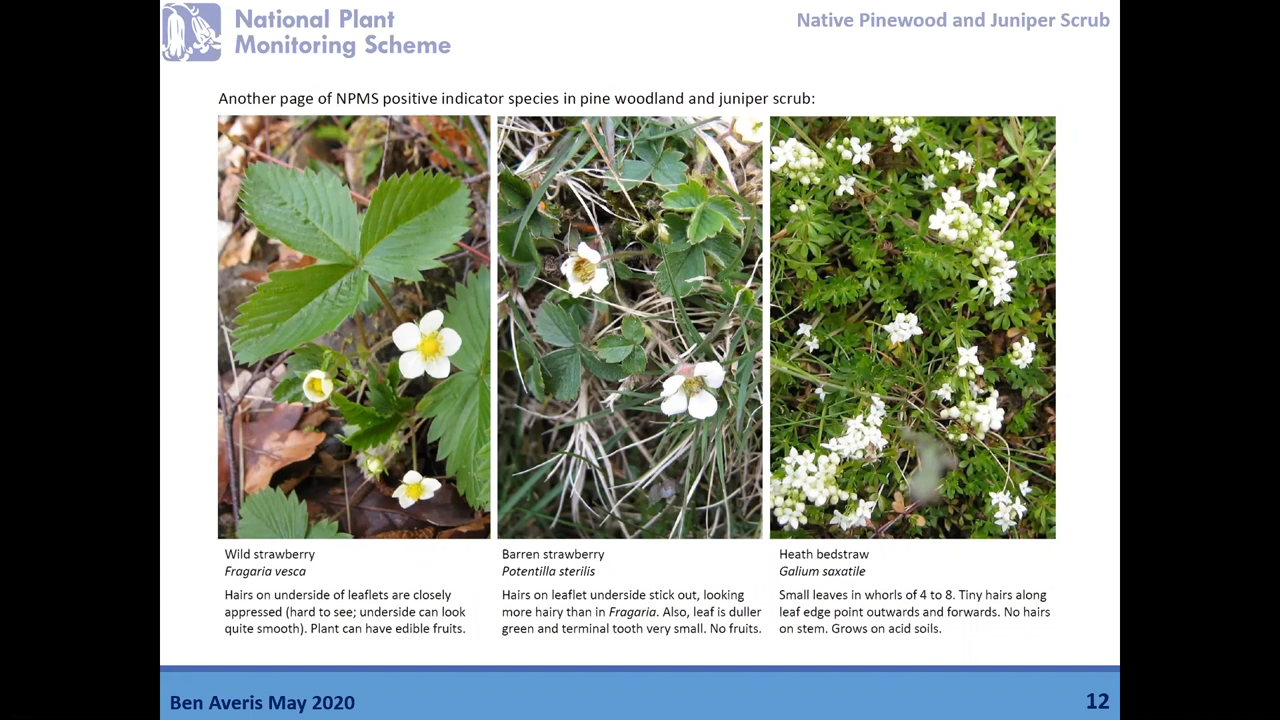 National Plant
Monitoring Scheme
Native Pinewood and Juniper Scrub
Another page of NPMS positive indicator species in pine woodland and juniper scrub:
Wild strawberry
Fragaria vesca
Hairs on underside of leaflets are closely
appressed (hard to see; underside can look
quite smooth). Plant can have edible fruits.
Barren strawberry
Potentilla sterilis
Hairs on leaflet underside stick out, looking
more hairy than in Fragaria. Also, leaf is duller
green and terminal tooth very small. No fruits.
Heath bedstraw
Galium saxatile
Small leaves in whorls of 4 to 8. Tiny hairs along
leaf edge point outwards and forwards. No hairs
on stem. Grows on acid soils.
Ben Averis May 2020
12